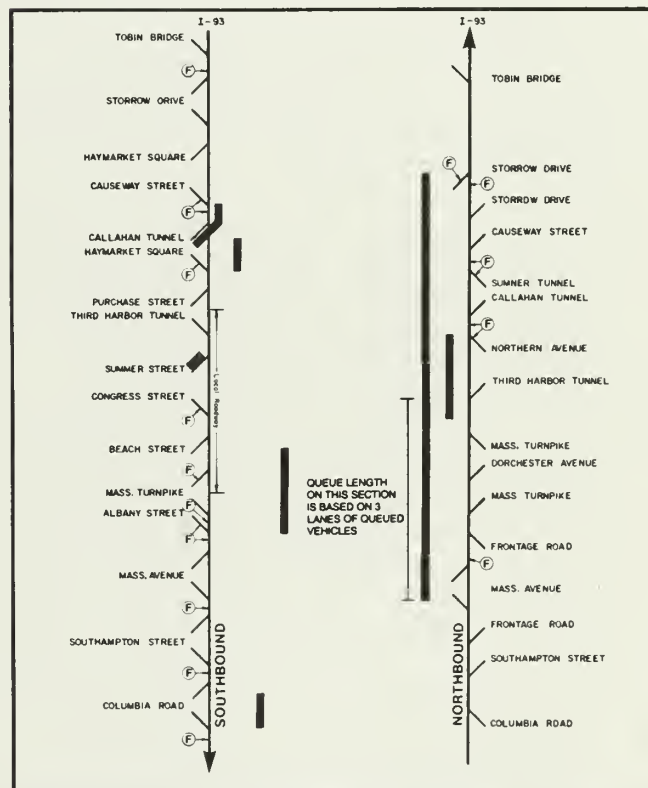 I-93
TOBIN BRIDGE
F
STORROW DRIVE
HAYMARKET SQUARE
CAUSEWAY STREET
F
CALLAHAN TUNNEL
HAYMARKET SQUARE
F
PURCHASE STREET
THIRD HARBOR TUNNEL
SUMMER STREET
Local Roadway
CONGRESS STREET
F
BEACH STREET
F
MASS. TURNPIKE
F
ALBANY STREET
F
MASS. AVENUE
F
SOUTHAMPTON STREET
F
COLUMBIA ROAD
F
SOUTHBOUND
QUEUE LENGTH
ON THIS SECTION
IS BASED ON 3
LANES OF QUEUED
VEHICLES
I-93
TOBIN BRIDGE
F
STORROW DRIVE
F
STORROW DRIVE
CAUSEWAY STREET
F
SUMNER TUNNEL
CALLAHAN TUNNEL
F
NORTHERN AVENUE
THIRD HARBOR TUNNEL
MASS. TURNPIKE
DORCHESTER AVENUE
MASS TURNPIKE
FRONTAGE ROAD
F
MASS. AVENUE
FRONTAGE ROAD
SOUTHAMPTON STREET
COLUMBIA ROAD
NORTHBOUND